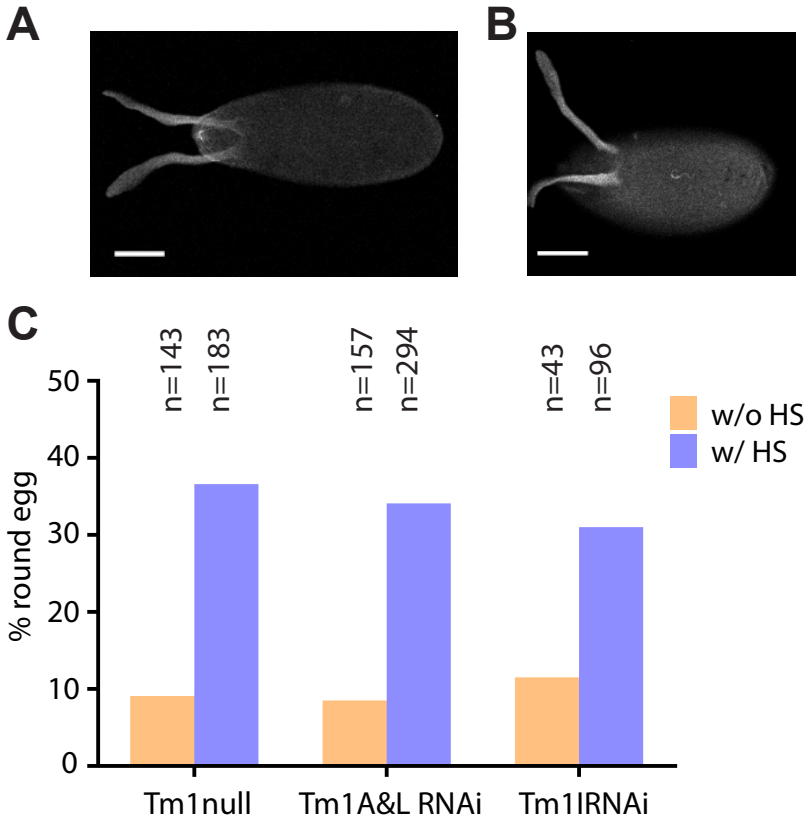 A
B
C
n=143
n=183
n=157
n=294
n=43
n=96
50
40
30
20
10
0
% round egg
w/o HS
w/ HS
Tm1null
Tm1A&L RNAi
Tm1IRNAi